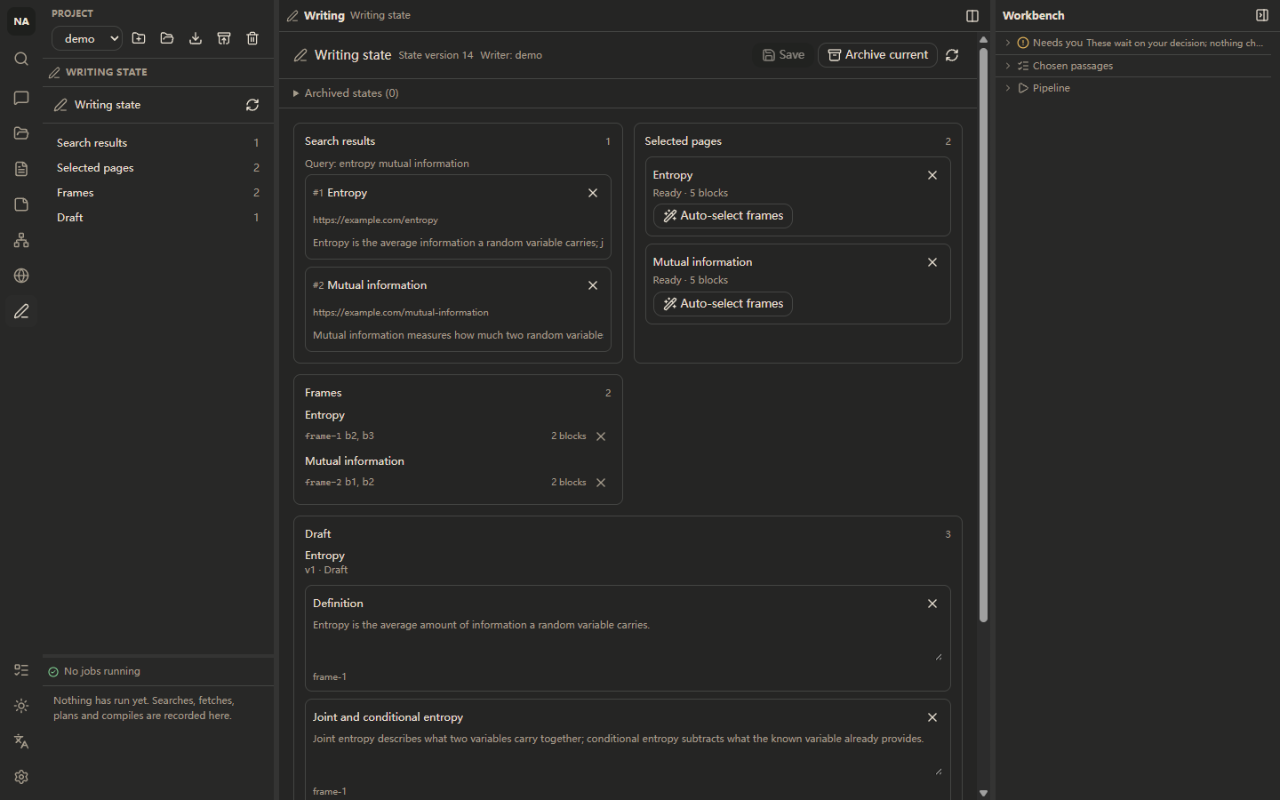 NA
PROJECT
demo
WRITING STATE
Writing state
Search results 1
Selected pages 2
Frames 2
Draft 1
No jobs running
Nothing has run yet. Searches, fetches,
plans and compiles are recorded here.
Writing Writing state
Writing state State version 14 Writer: demo
Save
Archive current
Archived states (0)
Search results 1
Query: entropy mutual information
#1 Entropy
https://example.com/entropy
Entropy is the average information a random variable carries; j
#2 Mutual information
https://example.com/mutual-information
Mutual information measures how much two random variable
Selected pages 2
Entropy
Ready · 5 blocks
Auto-select frames
Mutual information
Ready · 5 blocks
Auto-select frames
Frames 2
Entropy
frame-1 b2, b3 2 blocks
Mutual information
frame-2 b1, b2 2 blocks
Draft 3
Entropy
v1 · Draft
Definition
Entropy is the average amount of information a random variable carries.
frame-1
Joint and conditional entropy
Joint entropy describes what two variables carry together; conditional entropy subtracts what the known variable already provides.
frame-1
Workbench
Needs you These wait on your decision; nothing ch...
Chosen passages
Pipeline